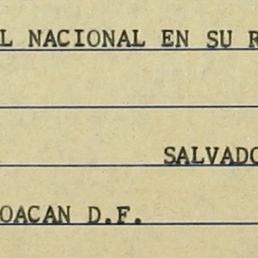 L NACIONAL EN SU R
SALVADO
OACAN D.F.